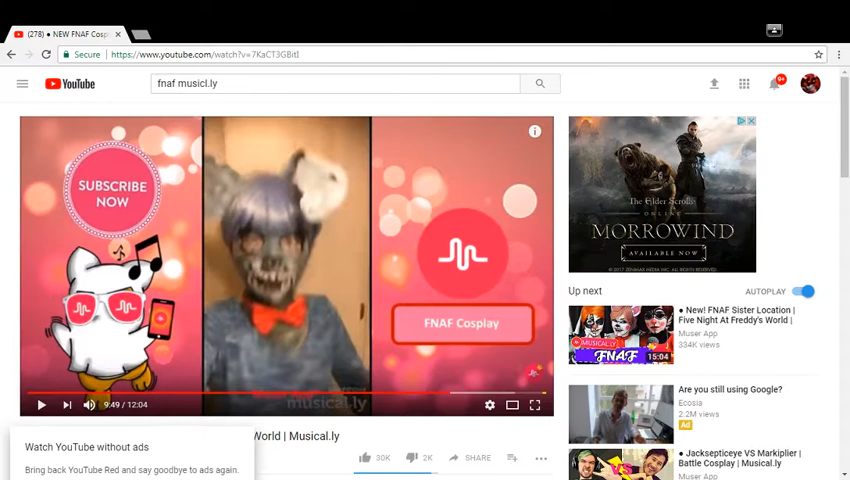 (278) ● NEW FNAF Cosp
Secure | https://www.youtube.com/watch?v=7KaCT3GBitI
YouTube
fnaf musicl.ly
9+
SUBSCRIBE
NOW
FNAF Cosplay
musical.ly
9:49 / 12:04
The Elder Scrolls
ONLINE
MORROWIND
AVAILABLE NOW
Up next
AUTOPLAY
MUSICAL.LY
FNAF
15:04
● New! FNAF Sister Location |
Five Night At Freddy's World |
Muser App
334K views
Are you still using Google?
Ecosia
2.2M views
Ad
VS
● Jacksepticeye VS Markiplier |
Battle Cosplay | Musical.ly
Muser App
World | Musical.ly
30K
2K
SHARE
Watch YouTube without ads
Bring back YouTube Red and say goodbye to ads again.